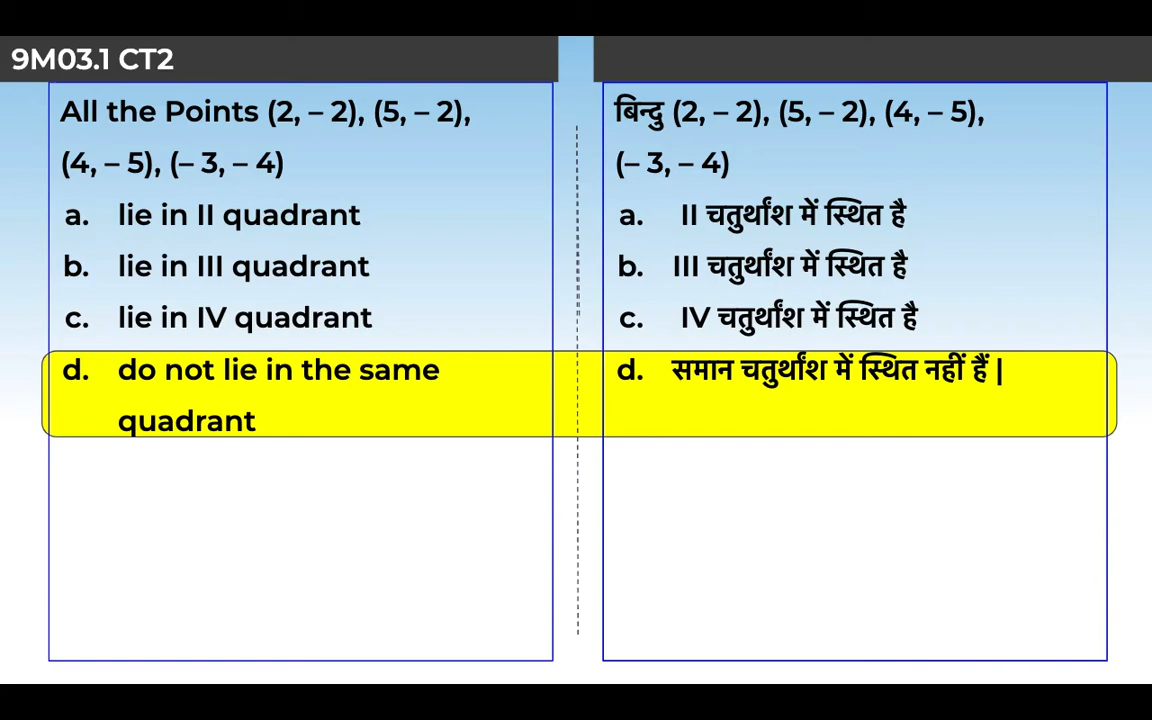 9M03.1 CT2
All the Points (2, – 2), (5, – 2),
(4, – 5), (– 3, – 4)
a. lie in II quadrant
b. lie in III quadrant
c. lie in IV quadrant
d. do not lie in the same
quadrant
बिन्दु (2, – 2), (5, – 2), (4, – 5),
(– 3, – 4)
a. II चतुर्थांश में स्थित है
b. III चतुर्थांश में स्थित है
c. IV चतुर्थांश में स्थित है
d. समान चतुर्थांश में स्थित नहीं हैं |